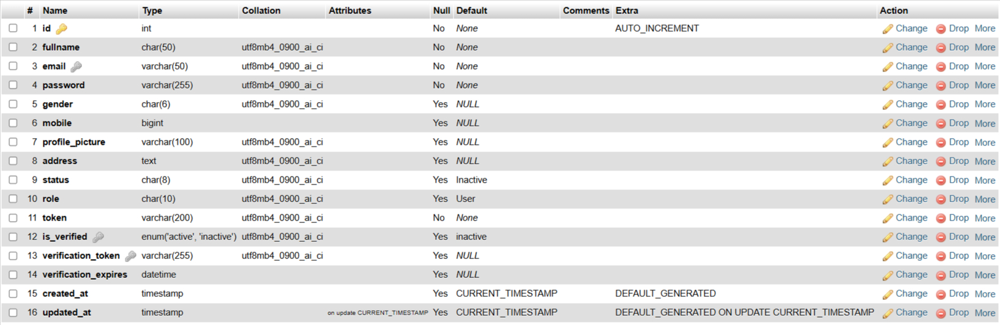 # Name Type Collation Attributes Null Default Comments Extra Action
1 id int No None AUTO_INCREMENT Change Drop More
2 fullname char(50) utf8mb4_0900_ai_ci No None Change Drop More
3 email varchar(50) utf8mb4_0900_ai_ci No None Change Drop More
4 password varchar(255) utf8mb4_0900_ai_ci No None Change Drop More
5 gender char(6) utf8mb4_0900_ai_ci Yes NULL Change Drop More
6 mobile bigint Yes NULL Change Drop More
7 profile_picture varchar(100) utf8mb4_0900_ai_ci Yes NULL Change Drop More
8 address text utf8mb4_0900_ai_ci Yes NULL Change Drop More
9 status char(8) utf8mb4_0900_ai_ci Yes Inactive Change Drop More
10 role char(10) utf8mb4_0900_ai_ci Yes User Change Drop More
11 token varchar(200) utf8mb4_0900_ai_ci No None Change Drop More
12 is_verified enum('active', 'inactive') utf8mb4_0900_ai_ci Yes inactive Change Drop More
13 verification_token varchar(255) utf8mb4_0900_ai_ci Yes NULL Change Drop More
14 verification_expires datetime Yes NULL Change Drop More
15 created_at timestamp Yes CURRENT_TIMESTAMP DEFAULT_GENERATED Change Drop More
16 updated_at timestamp on update CURRENT_TIMESTAMP Yes CURRENT_TIMESTAMP DEFAULT_GENERATED ON UPDATE CURRENT_TIMESTAMP Change Drop More